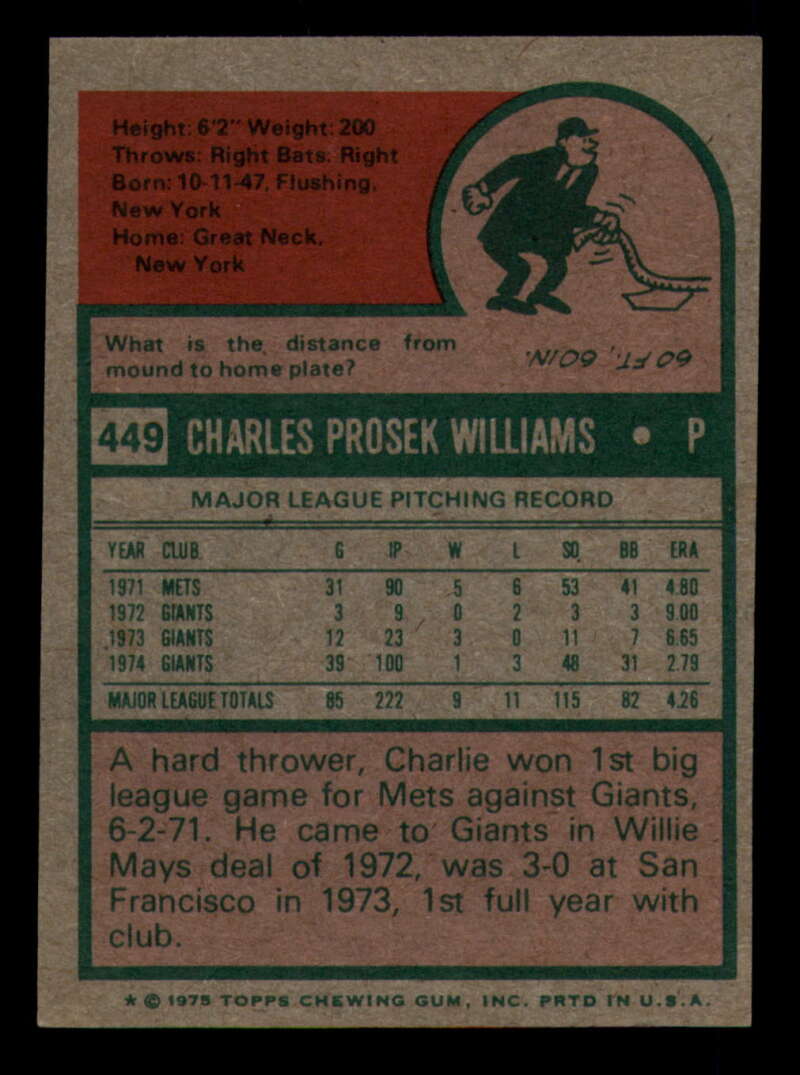 Height: 6'2" Weight: 200
Throws: Right Bats: Right
Born: 10-11-47, Flushing,
New York
Home: Great Neck,
New York
What is the distance from
mound to home plate?
60 FT., 60 IN.
449 CHARLES PROSEK WILLIAMS • P
MAJOR LEAGUE PITCHING RECORD
YEAR CLUB G IP W L SO BB ERA
1971 METS 31 90 5 6 53 41 4.80
1972 GIANTS 3 9 0 2 3 3 9.00
1973 GIANTS 12 23 3 0 11 7 6.65
1974 GIANTS 39 100 1 3 48 31 2.79
MAJOR LEAGUE TOTALS 85 222 9 11 115 82 4.26
A hard thrower, Charlie won 1st big
league game for Mets against Giants,
6-2-71. He came to Giants in Willie
Mays deal of 1972, was 3-0 at San
Francisco in 1973, 1st full year with
club.
* © 1975 TOPPS CHEWING GUM, INC. PRTD IN U.S.A.